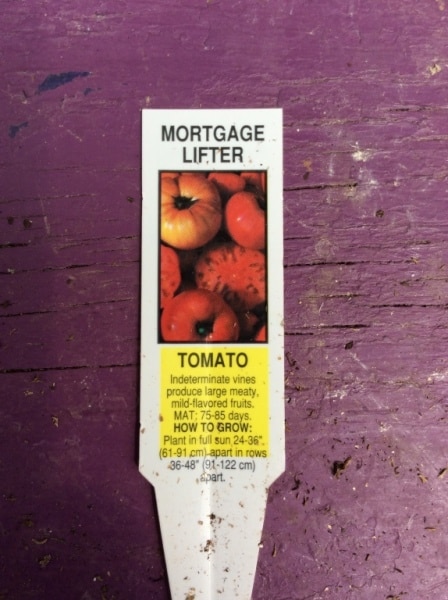 MORTGAGE
LIFTER
TOMATO
Indeterminate vines
produce large meaty,
mild-flavored fruits.
MAT: 75-85 days.
HOW TO GROW:
Plant in full sun 24-36".
(61-91 cm) apart in rows
36-48" (91-122 cm)
apart.